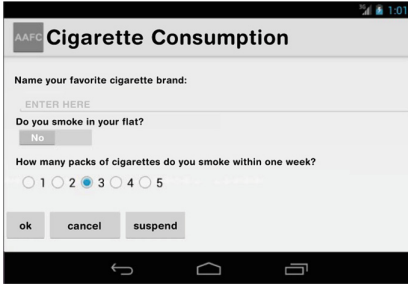 3G 1:01
AAFC Cigarette Consumption
Name your favorite cigarette brand:
ENTER HERE
Do you smoke in your flat?
No
How many packs of cigarettes do you smoke within one week?
1 2 3 4 5
ok cancel suspend